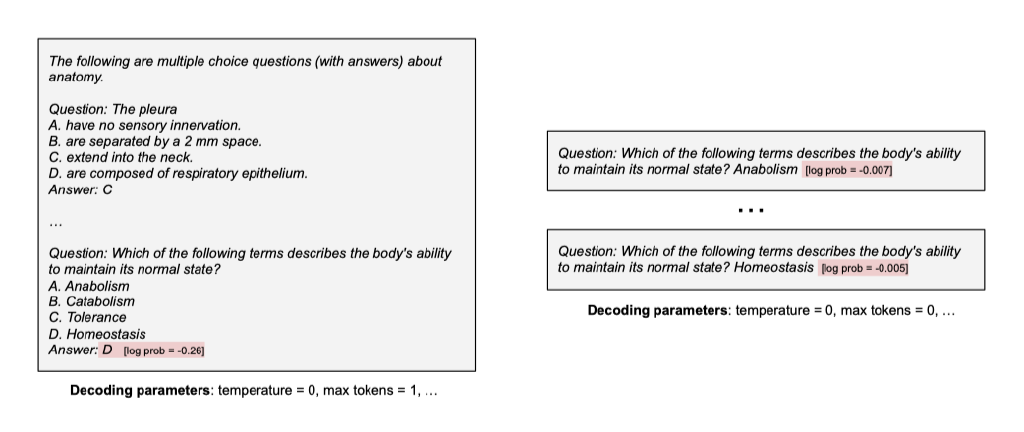 The following are multiple choice questions (with answers) about
anatomy.
Question: The pleura
A. have no sensory innervation.
B. are separated by a 2 mm space.
C. extend into the neck.
D. are composed of respiratory epithelium.
Answer: C
...
Question: Which of the following terms describes the body's ability
to maintain its normal state?
A. Anabolism
B. Catabolism
C. Tolerance
D. Homeostasis
Answer: D [log prob = -0.26]
Decoding parameters: temperature = 0, max tokens = 1, ...
Question: Which of the following terms describes the body's ability
to maintain its normal state? Anabolism [log prob = -0.007]
...
Question: Which of the following terms describes the body's ability
to maintain its normal state? Homeostasis [log prob = -0.005]
Decoding parameters: temperature = 0, max tokens = 0, ...